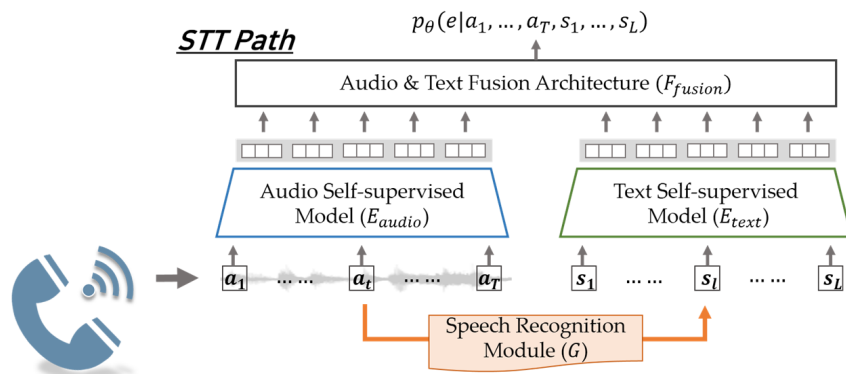 p_θ(e|a_1, …, a_T, s_1, …, s_L)
STT Path
Audio & Text Fusion Architecture (F_fusion)
Audio Self-supervised
Model (E_audio)
Text Self-supervised
Model (E_text)
a_1 … … a_t … … a_T
s_1 … … s_l … … s_L
Speech Recognition
Module (G)